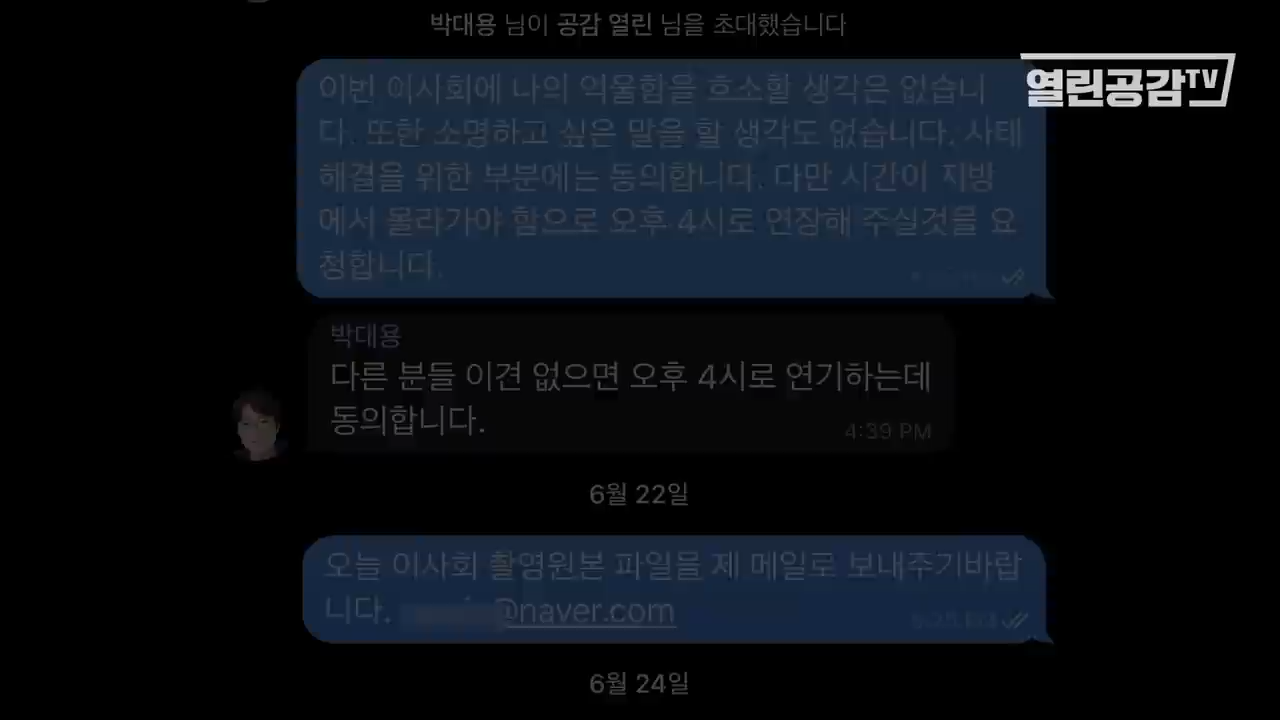 박대용 님이 공감 열린 님을 초대했습니다
열린공감TV
이번 이사회에 나의 억울함을 호소할 생각은 없습니
다. 또한 소명하고 싶은 말을 할 생각도 없습니다. 사태
해결을 위한 부분에는 동의합니다. 다만 시간이 지방
에서 올라가야 함으로 오후 4시로 연장해 주실것을 요
청합니다.
박대용
다른 분들 이견 없으면 오후 4시로 연기하는데
동의합니다.
4:39 PM
6월 22일
오늘 이사회 촬영원본 파일을 제 메일로 보내주기바랍
니다. @naver.com
6월 24일